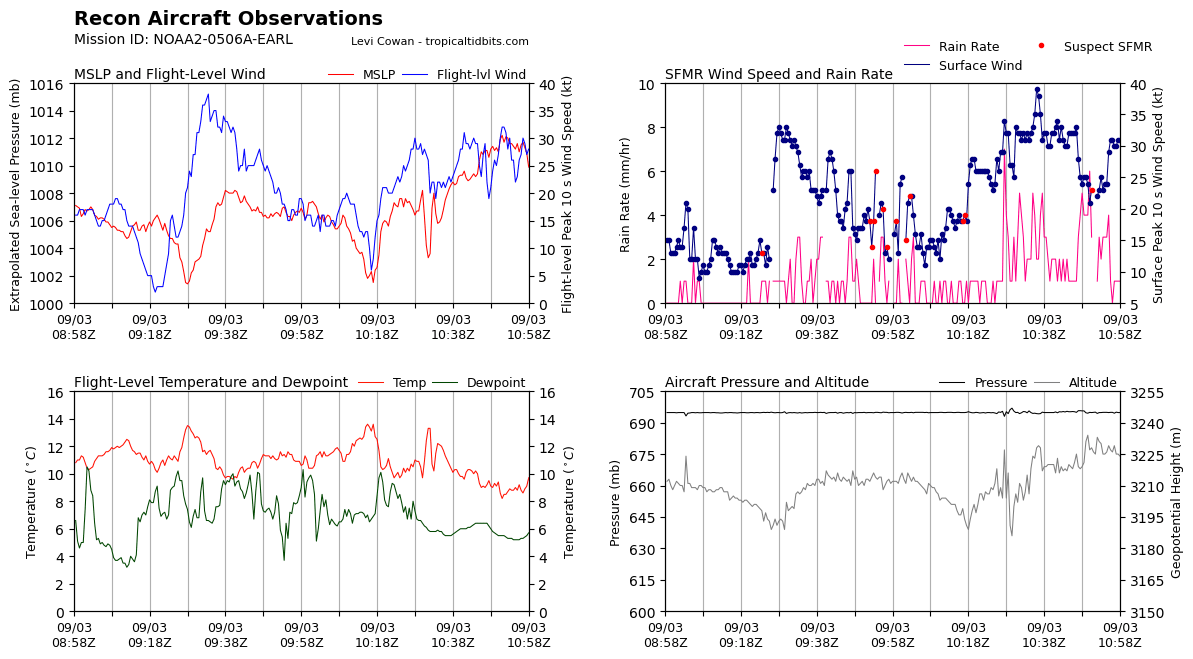 Recon Aircraft Observations
Mission ID: NOAA2-0506A-EARL
Levi Cowan - tropicaltidbits.com
MSLP and Flight-Level Wind
MSLP
Flight-lvl Wind
Extrapolated Sea-level Pressure (mb)
1016
1014
1012
1010
1008
1006
1004
1002
1000
40
35
30
25
20
15
10
5
0
Flight-level Peak 10 s Wind Speed (kt)
09/03 09/03 09/03 09/03 09/03 09/03 09/03
08:58Z 09:18Z 09:38Z 09:58Z 10:18Z 10:38Z 10:58Z
Rain Rate
Suspect SFMR
Surface Wind
SFMR Wind Speed and Rain Rate
Rain Rate (mm/hr)
10
8
6
4
2
0
40
35
30
25
20
15
10
5
Surface Peak 10 s Wind Speed (kt)
09/03 09/03 09/03 09/03 09/03 09/03 09/03
08:58Z 09:18Z 09:38Z 09:58Z 10:18Z 10:38Z 10:58Z
Flight-Level Temperature and Dewpoint
Temp
Dewpoint
Temperature (°C)
16
14
12
10
8
6
4
2
0
16
14
12
10
8
6
4
2
0
Temperature (°C)
09/03 09/03 09/03 09/03 09/03 09/03 09/03
08:58Z 09:18Z 09:38Z 09:58Z 10:18Z 10:38Z 10:58Z
Aircraft Pressure and Altitude
Pressure
Altitude
Pressure (mb)
705
690
675
660
645
630
615
600
3255
3240
3225
3210
3195
3180
3165
3150
Geopotential Height (m)
09/03 09/03 09/03 09/03 09/03 09/03 09/03
08:58Z 09:18Z 09:38Z 09:58Z 10:18Z 10:38Z 10:58Z